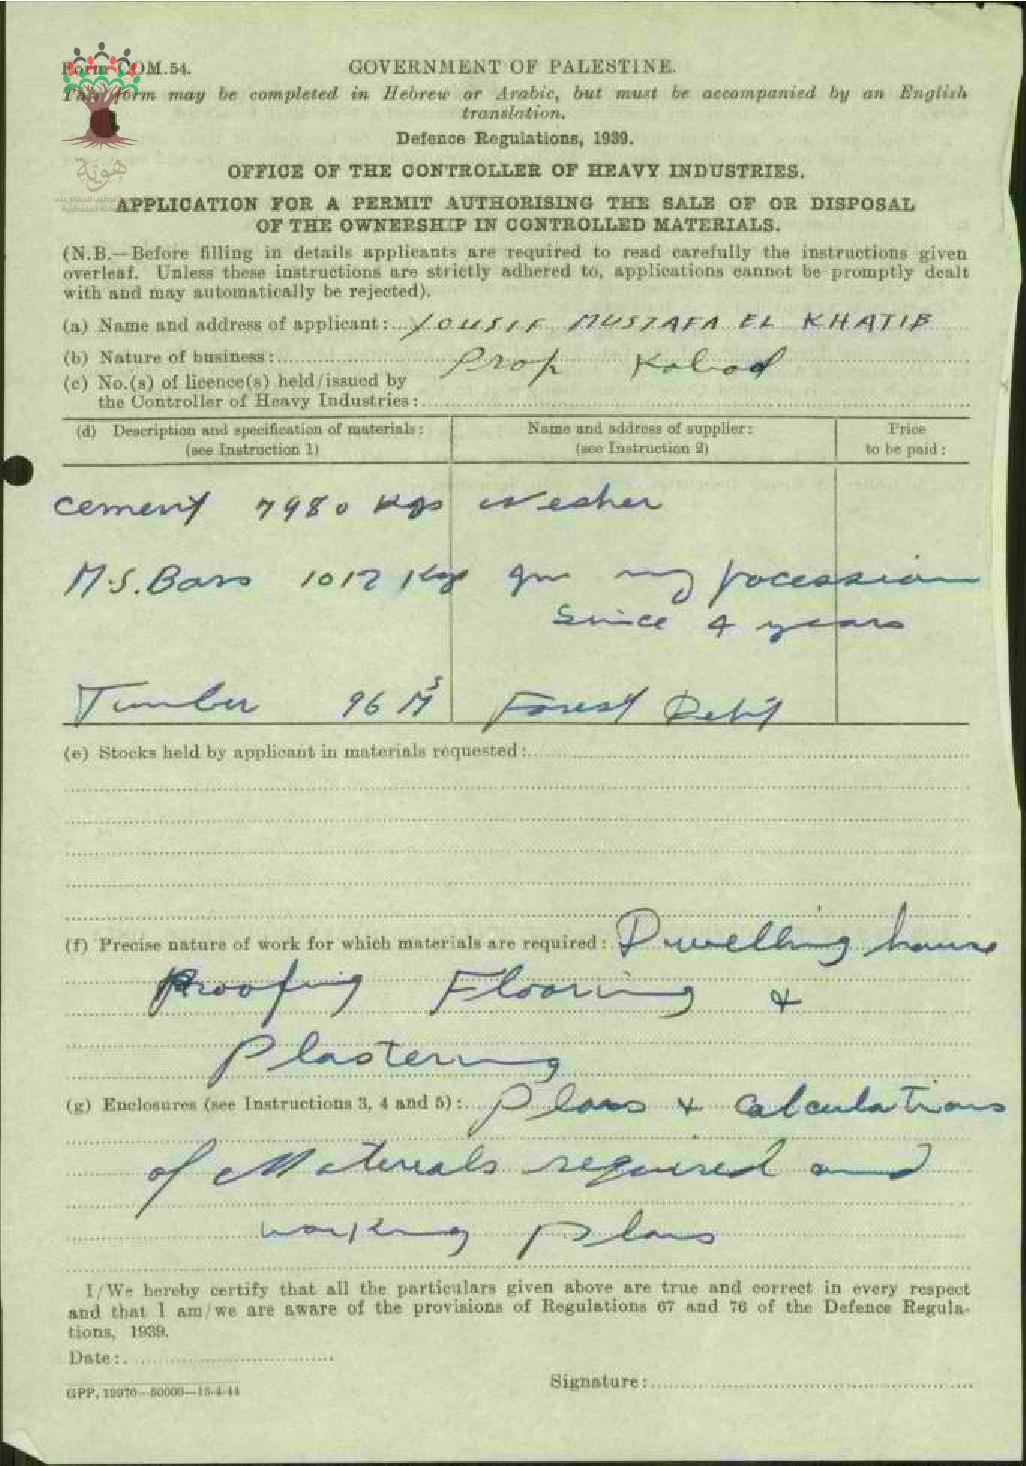 Form COM.54.
GOVERNMENT OF PALESTINE.
This form may be completed in Hebrew or Arabic, but must be accompanied by an English
translation.
Defence Regulations, 1939.
هوية
OFFICE OF THE CONTROLLER OF HEAVY INDUSTRIES.
APPLICATION FOR A PERMIT AUTHORISING THE SALE OF OR DISPOSAL
OF THE OWNERSHIP IN CONTROLLED MATERIALS.
(N.B.—Before filling in details applicants are required to read carefully the instructions given
overleaf. Unless these instructions are strictly adhered to, applications cannot be promptly dealt
with and may automatically be rejected).
(a) Name and address of applicant: YOUSIF MUSTAFA EL KHATIB
(b) Nature of business: Prop
(c) No.(s) of licence(s) held/issued by
the Controller of Heavy Industries:
(d) Description and specification of materials: Name and address of supplier: Price
(see Instruction 1) (see Instruction 2) to be paid:
Cement 7980 Kgs Nesher
M.S. Bars 1012 Kgs my pocession
Since 4 years
Timber 96 M³ Forest
(e) Stocks held by applicant in materials requested:
(f) Precise nature of work for which materials are required: Dwelling house
Roofing Flooring &
Plastering
(g) Enclosures (see Instructions 3, 4 and 5): Plans & Calculations
of Materials required and
working plans
I/We hereby certify that all the particulars given above are true and correct in every respect
and that I am/we are aware of the provisions of Regulations 67 and 76 of the Defence Regula-
tions, 1939.
Date:
Signature:
GPP. 19970—50000—15-4-44